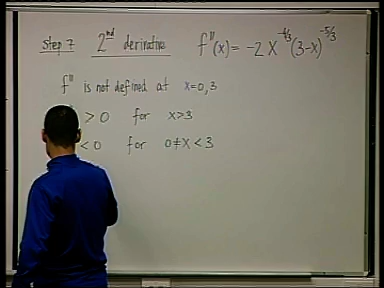 Step 7 2nd derivative f''(x) = -2 x^-4/3 (3-x)^-5/3
f'' is not defined at x=0,3
> 0 for x>3
< 0 for 0≠x<3